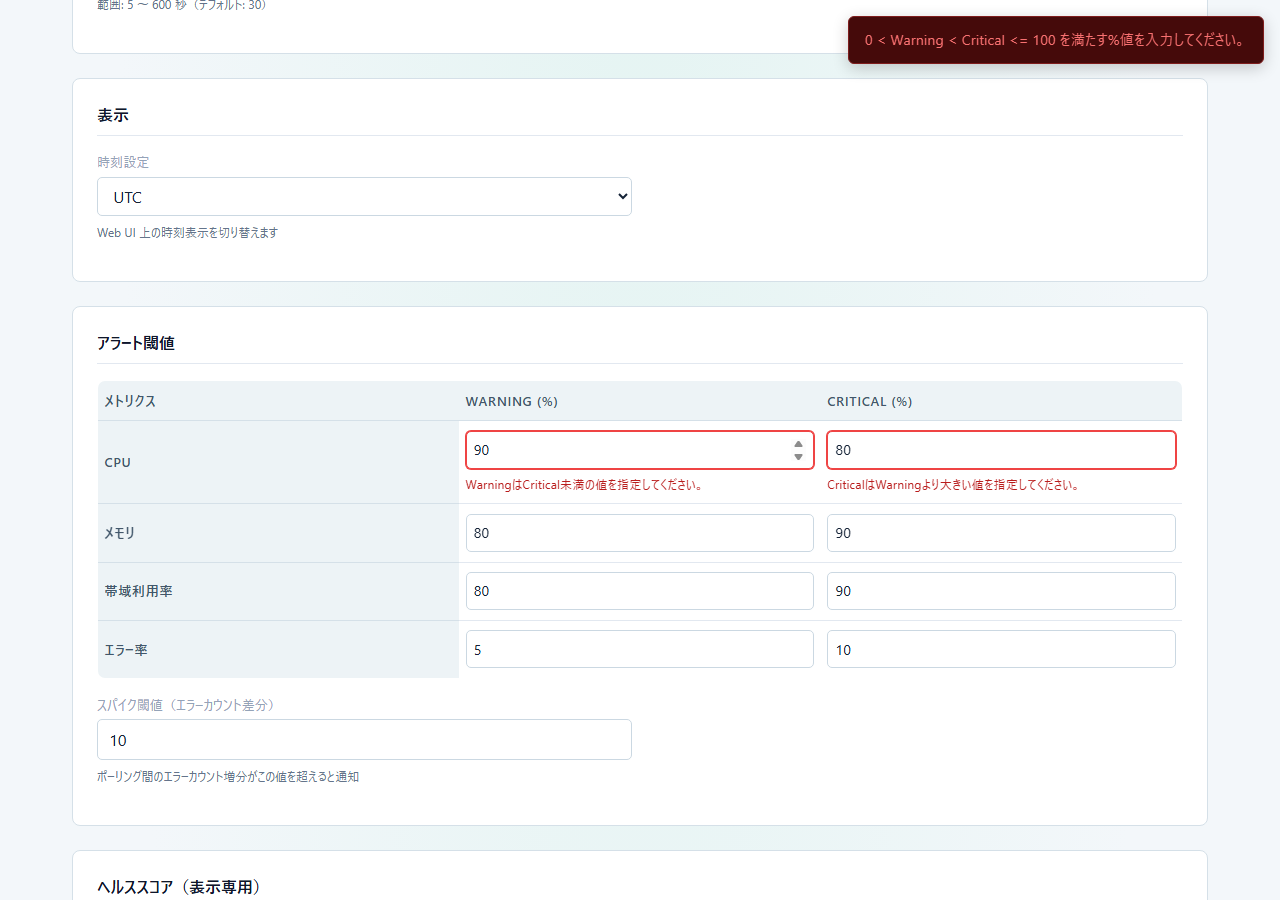 範囲: 5 ～ 600 秒（デフォルト: 30）
0 < Warning < Critical <= 100 を満たす%値を入力してください。
表示
時刻設定
UTC
Web UI 上の時刻表示を切り替えます
アラート閾値
メトリクス WARNING (%) CRITICAL (%)
CPU 90 80
WarningはCritical未満の値を指定してください。 CriticalはWarningより大きい値を指定してください。
メモリ 80 90
帯域利用率 80 90
エラー率 5 10
スパイク閾値（エラーカウント差分）
10
ポーリング間のエラーカウント増分がこの値を超えると通知
ヘルススコア（表示専用）